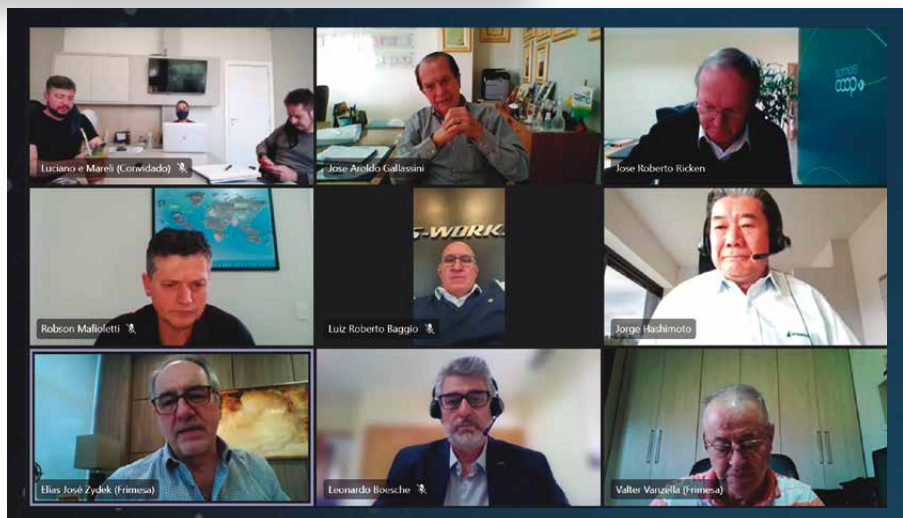 Luciano e Mareli (Convidado)
Jose Aroldo Gallassini
Jose Roberto Ricken
somos
coop
Robson Mafioletti
S-WORKS
Luiz Roberto Baggio
Jorge Hashimoto
Elias José Zydek (Frimesa)
Leonardo Boesche
Valter Vanzella (Frimesa)